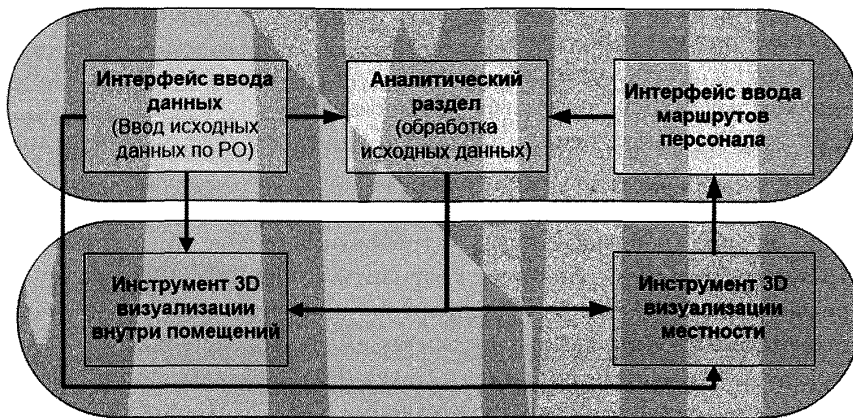 Интерфейс ввода
данных
(Ввод исходных
данных по РО)
Аналитический
раздел
(обработка
исходных данных)
Интерфейс ввода
маршрутов
персонала
Инструмент 3D
визуализации
внутри помещений
Инструмент 3D
визуализации
местности